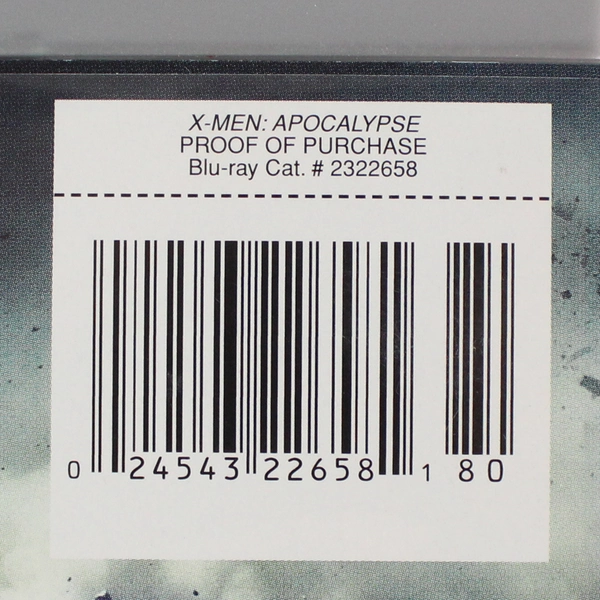 X-MEN: APOCALYPSE
PROOF OF PURCHASE
Blu-ray Cat. # 2322658
0 24543 22658 1 80